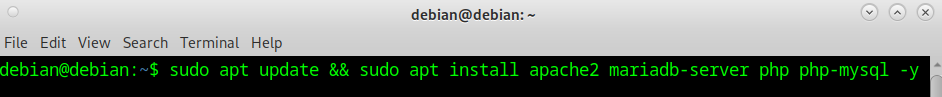 debian@debian: ~
File Edit View Search Terminal Help
debian@debian:~$ sudo apt update && sudo apt install apache2 mariadb-server php php-mysql -y